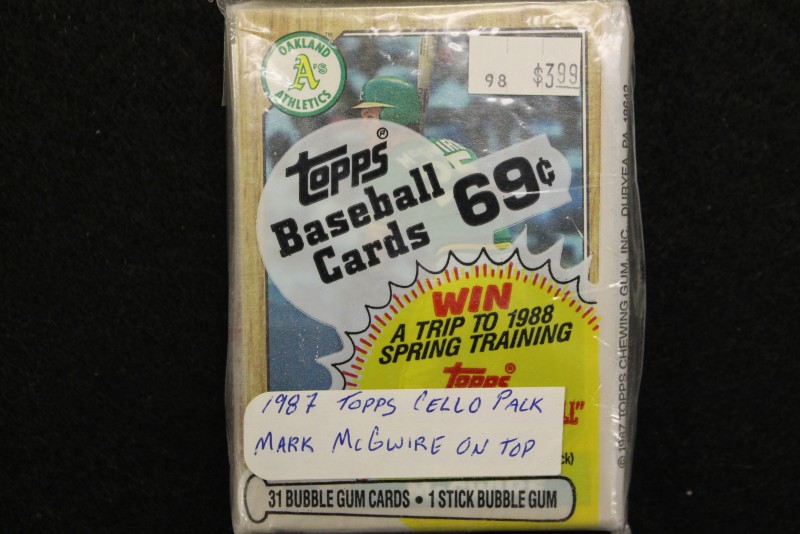 OAKLAND
A's
ATHLETICS
98 $3.99
TOPPS®
Baseball 69¢
Cards
WIN
A TRIP TO 1988
SPRING TRAINING
TOPPS®
1987 TOPPS CELLO PACK
MARK McGWIRE ON TOP
31 BUBBLE GUM CARDS • 1 STICK BUBBLE GUM
© 1987 TOPPS CHEWING GUM, INC. DURYEA, PA. 18642